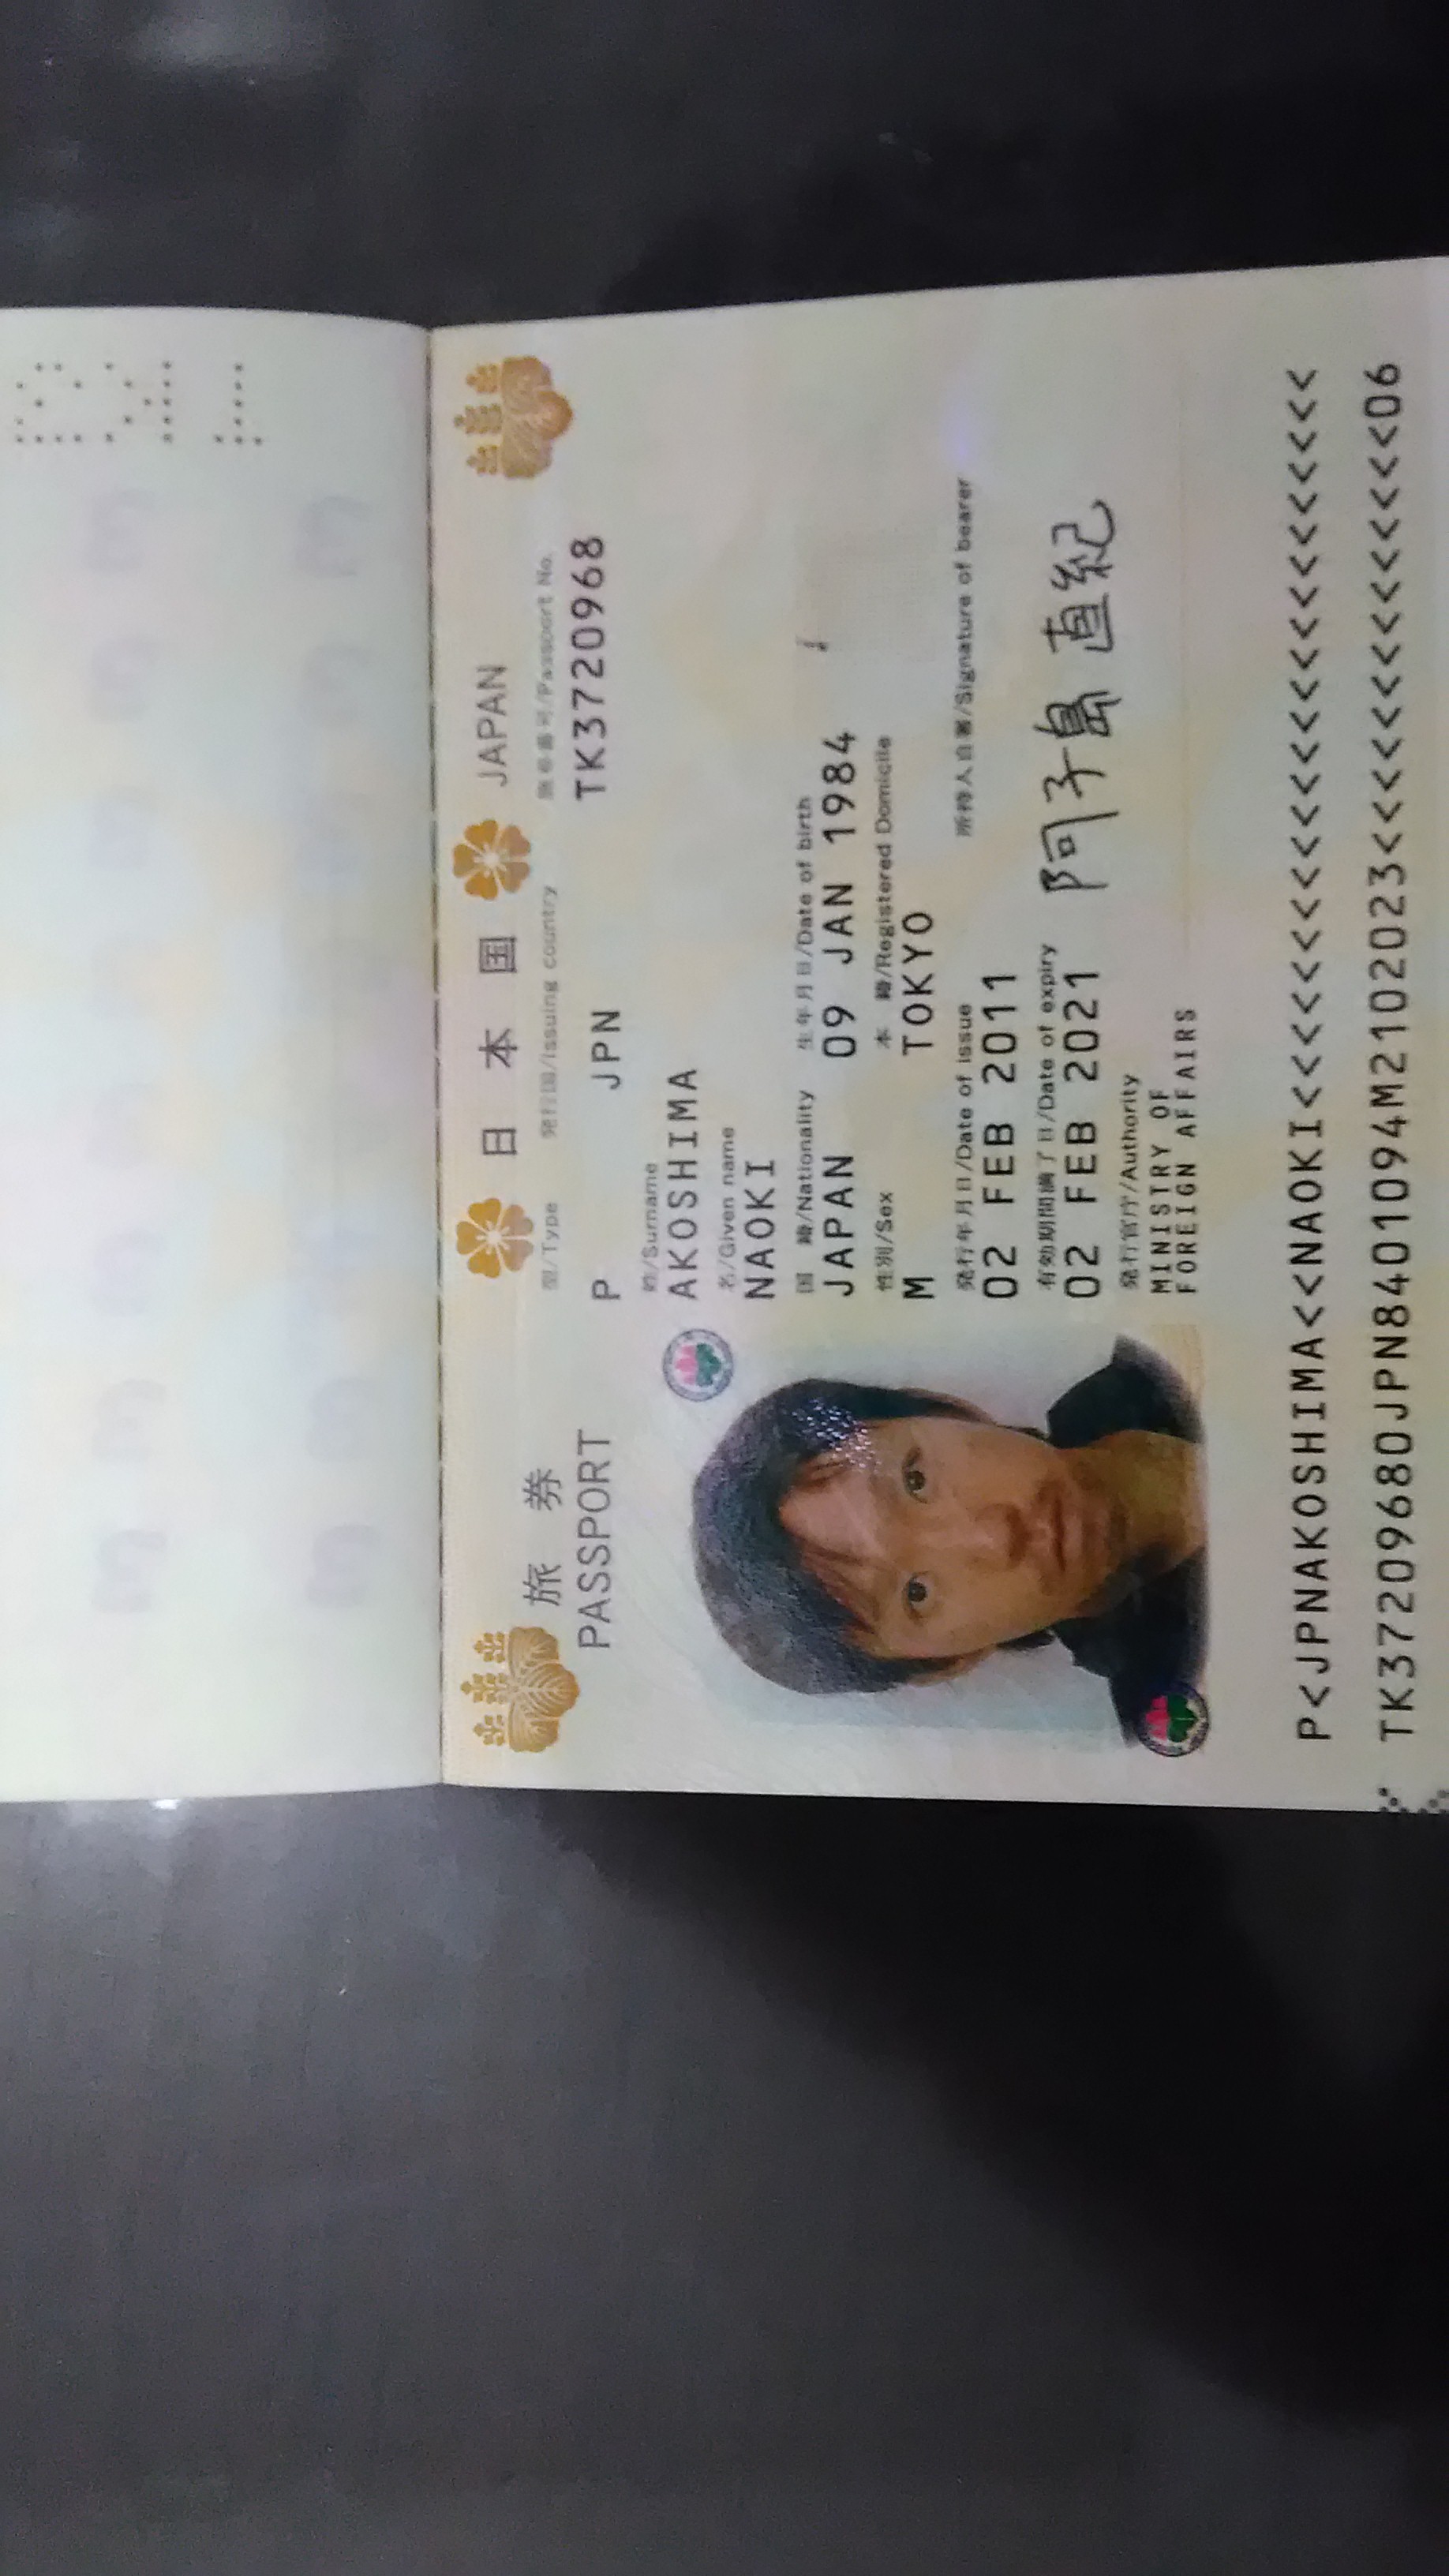 旅券 日本国 JAPAN
PASSPORT
型/Type 発行国/Issuing country 旅券番号/Passport No.
P JPN TK3720968
姓/Surname
AKOSHIMA
名/Given name
NAOKI
国 籍/Nationality 生年月日/Date of birth
JAPAN 09 JAN 1984
性別/Sex 本 籍/Registered Domicile
M TOKYO
発行年月日/Date of issue 所持人自署/Signature of bearer
02 FEB 2011
有効期間満了日/Date of expiry
02 FEB 2021 阿子島 直紀
発行官庁/Authority
MINISTRY OF
FOREIGN AFFAIRS
P<JPNAKOSHIMA<<NAOKI<<<<<<<<<<<<<<<<<<<<<<<<
TK37209680JPN8401094M2102023<<<<<<<<<<<<<<06